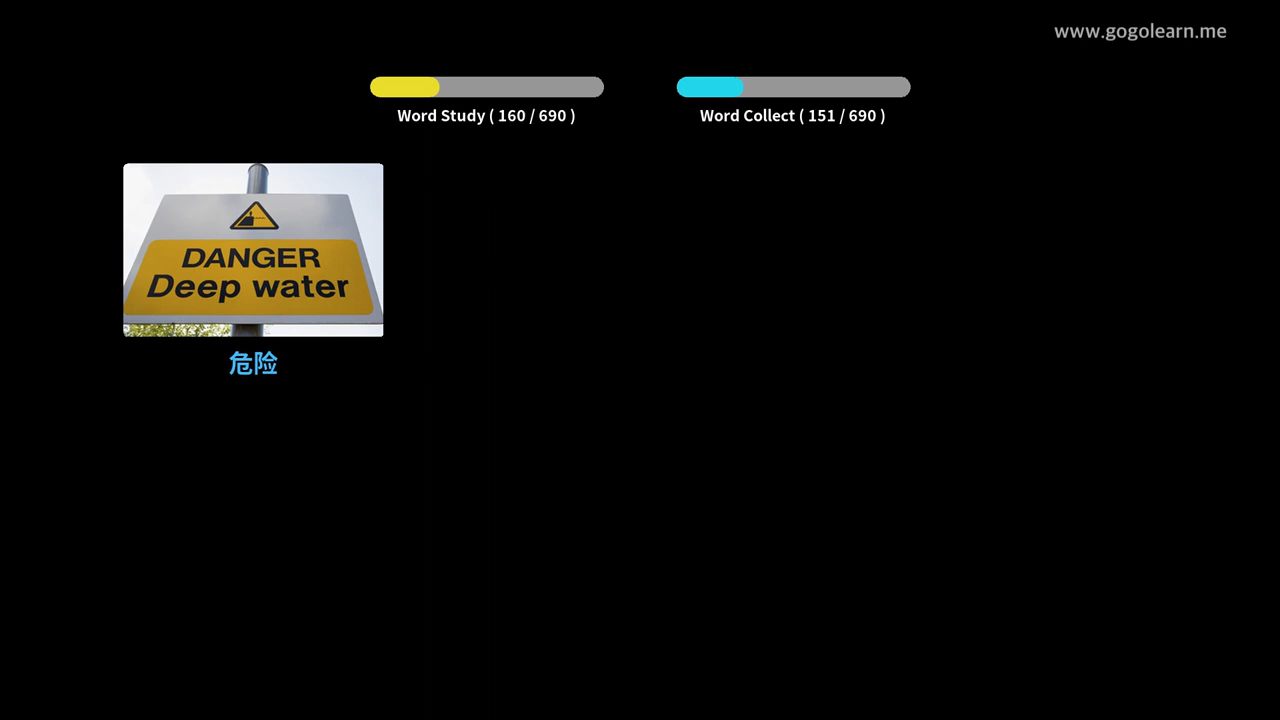 www.gogolearn.me
Word Study ( 160 / 690 )
Word Collect ( 151 / 690 )
DANGER
Deep water
危险